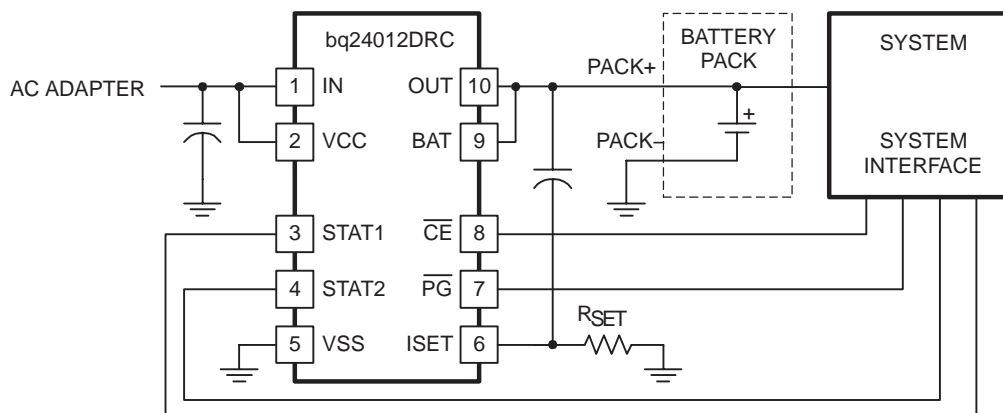 bq24012DRC
BATTERY
PACK
SYSTEM
AC ADAPTER
1 IN
OUT 10
PACK+
+
2 VCC
BAT 9
PACK–
SYSTEM
INTERFACE
3 STAT1
CE 8
4 STAT2
PG 7
RSET
5 VSS
ISET 6